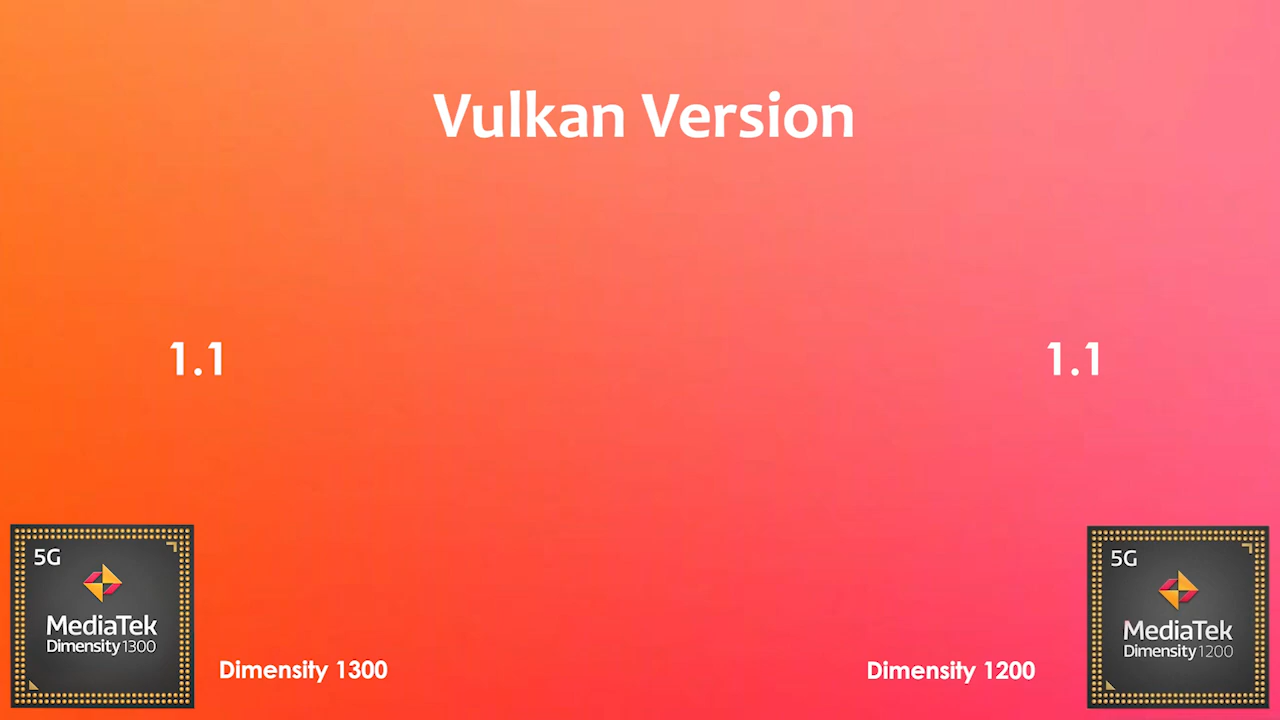 Vulkan Version
1.1
1.1
5G
MediaTek
Dimensity 1300
Dimensity 1300
Dimensity 1200
5G
MediaTek
Dimensity 1200